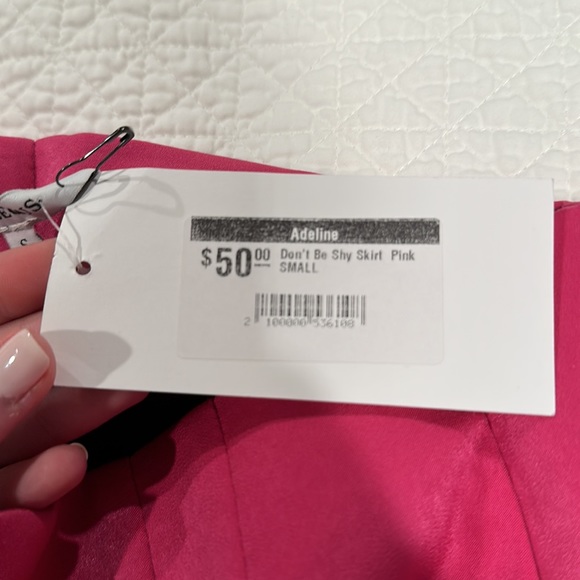 Adeline
$50.00 Don't Be Shy Skirt Pink
SMALL
2 100000 536108
S